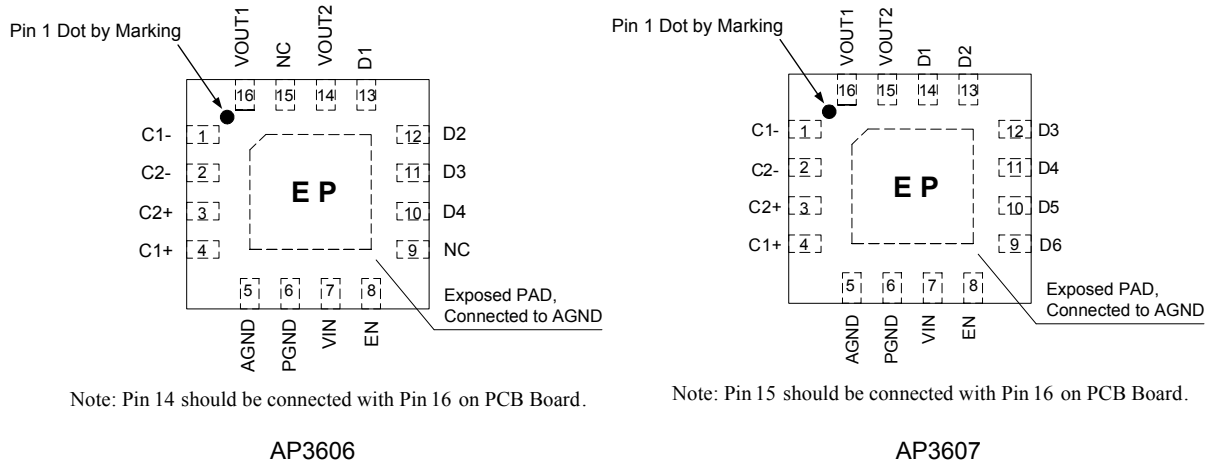 Pin 1 Dot by Marking
VOUT1
NC
VOUT2
D1
16
15
14
13
C1-
1
C2-
2
C2+
3
C1+
4
E P
12
D2
11
D3
10
D4
9
NC
5
6
7
8
AGND
PGND
VIN
EN
Exposed PAD,
Connected to AGND
Note: Pin 14 should be connected with Pin 16 on PCB Board.
AP3606
Pin 1 Dot by Marking
VOUT1
VOUT2
D1
D2
16
15
14
13
C1-
1
C2-
2
C2+
3
C1+
4
E P
12
D3
11
D4
10
D5
9
D6
5
6
7
8
AGND
PGND
VIN
EN
Exposed PAD,
Connected to AGND
Note: Pin 15 should be connected with Pin 16 on PCB Board.
AP3607